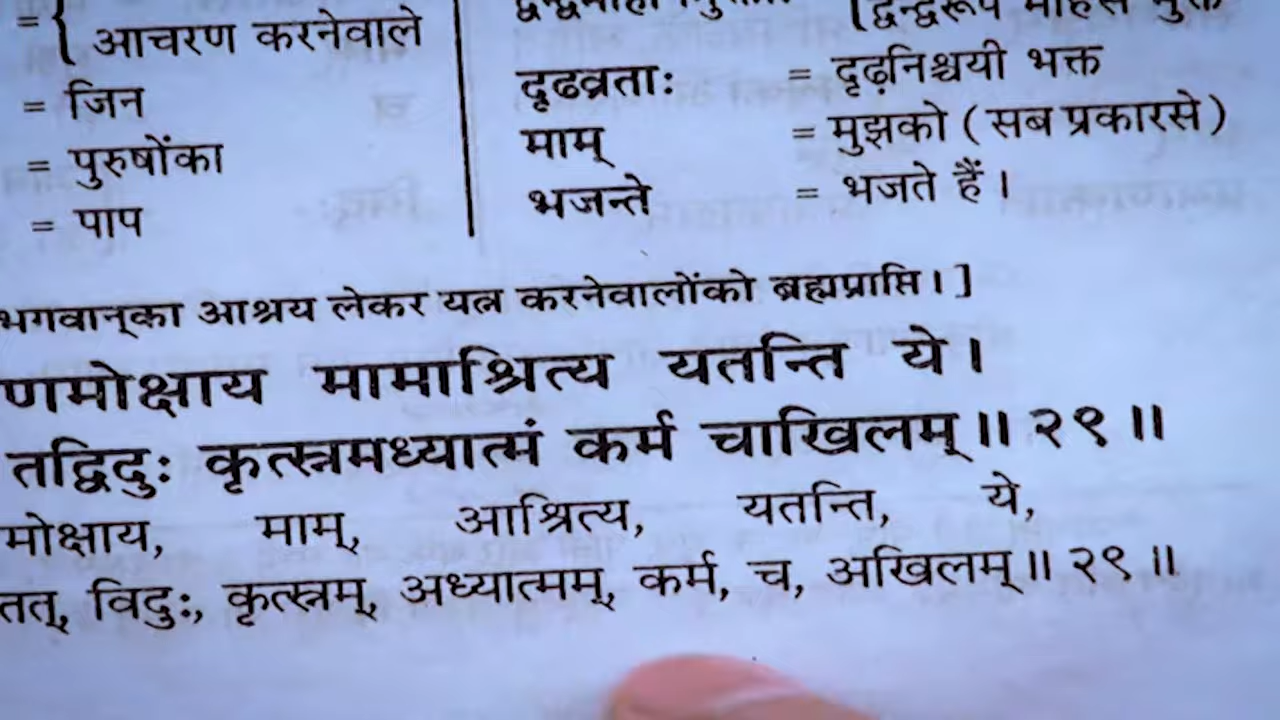 ={ आचरण करनेवाले
= जिन
= पुरुषोंका
= पाप
दृढव्रताः = दृढ़निश्चयी भक्त
माम् = मुझको ( सब प्रकारसे )
भजन्ते = भजते हैं ।
भगवान्‌का आश्रय लेकर यत्न करनेवालोंको ब्रह्मप्राप्ति । ]
णमोक्षाय मामाश्रित्य यतन्ति ये ।
तद्विदुः कृत्स्नमध्यात्मं कर्म चाखिलम् ॥ २९ ॥
मोक्षाय, माम्, आश्रित्य, यतन्ति, ये,
तत्, विदुः, कृत्स्नम्, अध्यात्मम्, कर्म, च, अखिलम् ॥ २९ ॥